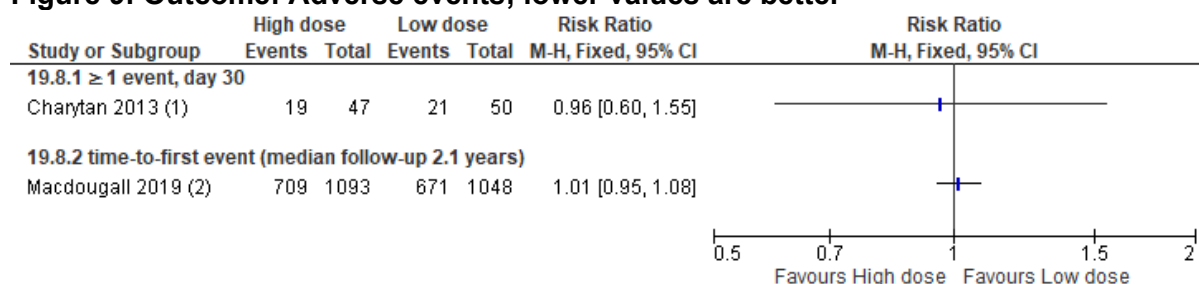 Figure 9: Outcome: Adverse events; lower values are better
High dose Low dose Risk Ratio Risk Ratio
Study or Subgroup Events Total Events Total M-H, Fixed, 95% CI M-H, Fixed, 95% CI
19.8.1 ≥ 1 event, day 30
Charytan 2013 (1) 19 47 21 50 0.96 [0.60, 1.55]
19.8.2 time-to-first event (median follow-up 2.1 years)
Macdougall 2019 (2) 709 1093 671 1048 1.01 [0.95, 1.08]
0.5 0.7 1 1.5 2
Favours High dose Favours Low dose